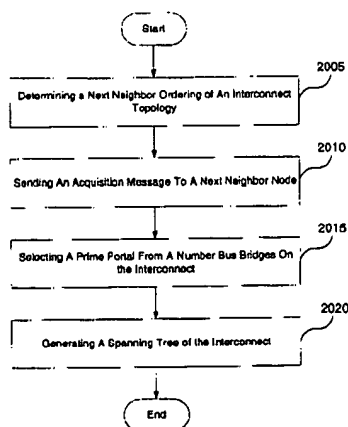 Start
2005
Determining a Next Neighbor Ordering of An Interconnect
Topology
2010
Sending An Acquisition Message To A Next Neighbor Node
2015
Selecting A Prime Portal From A Number Bus Bridges On
the Interconnect
2020
Generating A Spanning Tree of the Interconnect
End